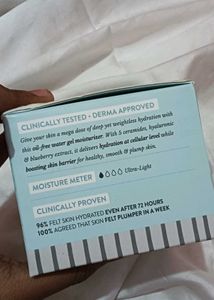 CLINICALLY TESTED • DERMA APPROVED
Give your skin a mega dose of deep yet weightless hydration with
this oil-free water gel moisturizer. With 5 ceramides, hyaluronic
& blueberry extract, it delivers hydration at cellular level while
boosting skin barrier for healthy, smooth & plump skin.
MOISTURE METER Ultra-Light
CLINICALLY PROVEN
96% FELT SKIN HYDRATED EVEN AFTER 72 HOURS
100% AGREED THAT SKIN FELT PLUMPER IN A WEEK